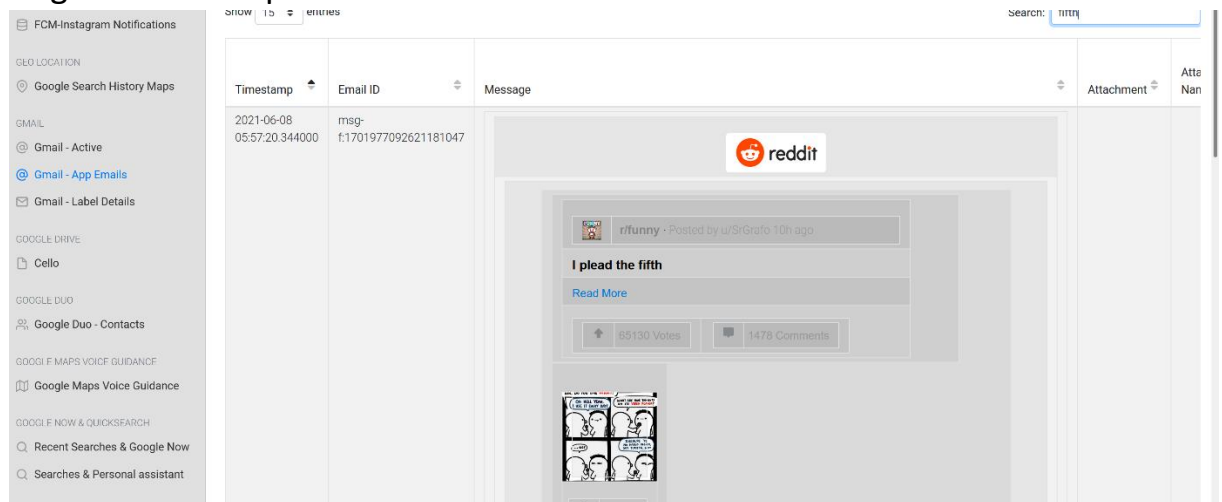 Show 15 entries
Search: fifth
FCM-Instagram Notifications
GEO LOCATION
Google Search History Maps
GMAIL
Gmail - Active
Gmail - App Emails
Gmail - Label Details
GOOGLE DRIVE
Cello
GOOGLE DUO
Google Duo - Contacts
GOOGLE MAPS VOICE GUIDANCE
Google Maps Voice Guidance
GOOGLE NOW & QUICKSEARCH
Recent Searches & Google Now
Searches & Personal assistant
Timestamp Email ID Message Attachment
2021-06-08 msg-
05:57:20.344000 f:1701977092621181047
reddit
r/funny · Posted by u/SrGrafo 10h ago
I plead the fifth
Read More
65130 Votes 1478 Comments